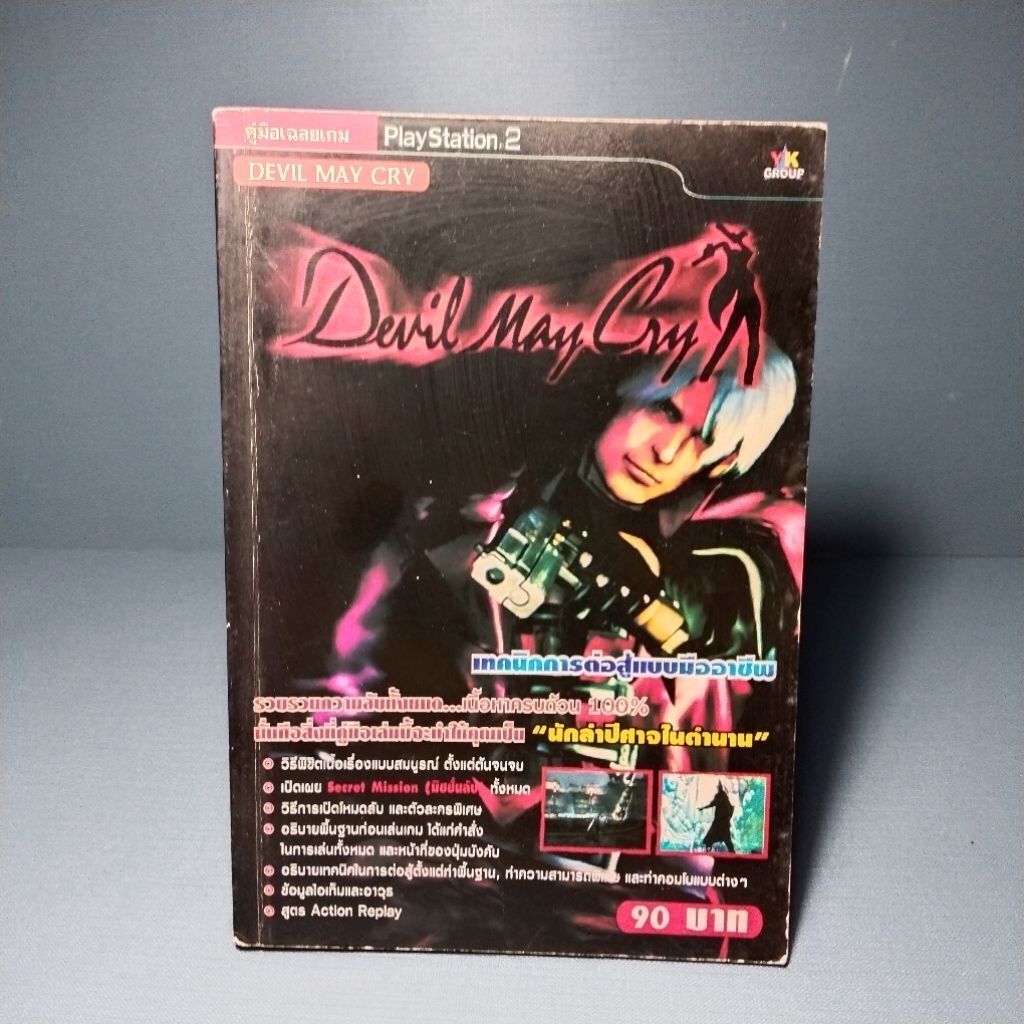 คู่มือเฉลยเกม PlayStation 2
YK GROUP
DEVIL MAY CRY
Devil May Cry
เทคนิคการต่อสู้แบบมืออาชีพ
รวบรวมความลับทั้งหมด...เนื้อหาครบถ้วน 100%
นั่นคือสิ่งที่คู่มือเล่มนี้จะทำให้คุณเป็น "นักล่าปีศาจในตำนาน"
วิธีพิชิตเนื้อเรื่องแบบสมบูรณ์ ตั้งแต่ต้นจนจบ
เปิดเผย Secret Mission (มิชชั่นลับ) ทั้งหมด
วิธีการเปิดโหมดลับ และตัวละครพิเศษ
อธิบายพื้นฐานก่อนเล่นเกม ได้แก่คำสั่ง
ในการเล่นทั้งหมด และหน้าที่ของปุ่มบังคับ
อธิบายเทคนิคในการต่อสู้ตั้งแต่ท่าพื้นฐาน, ท่าความสามารถพิเศษ และท่าคอมโบแบบต่างๆ
ข้อมูลไอเท็มและอาวุธ
สูตร Action Replay
90 บาท